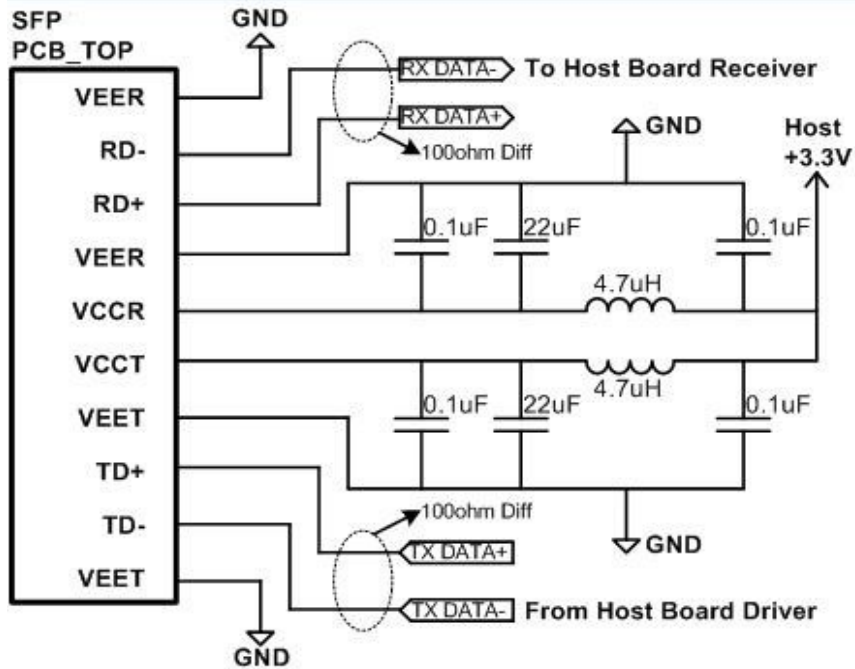 SFP
PCB_TOP
GND
VEER
RD-
RD+
VEER
VCCR
VCCT
VEET
TD+
TD-
VEET
RX DATA-
To Host Board Receiver
RX DATA+
100ohm Diff
GND
Host
+3.3V
0.1uF
22uF
0.1uF
4.7uH
4.7uH
0.1uF
22uF
0.1uF
100ohm Diff
GND
TX DATA+
TX DATA-
From Host Board Driver
GND